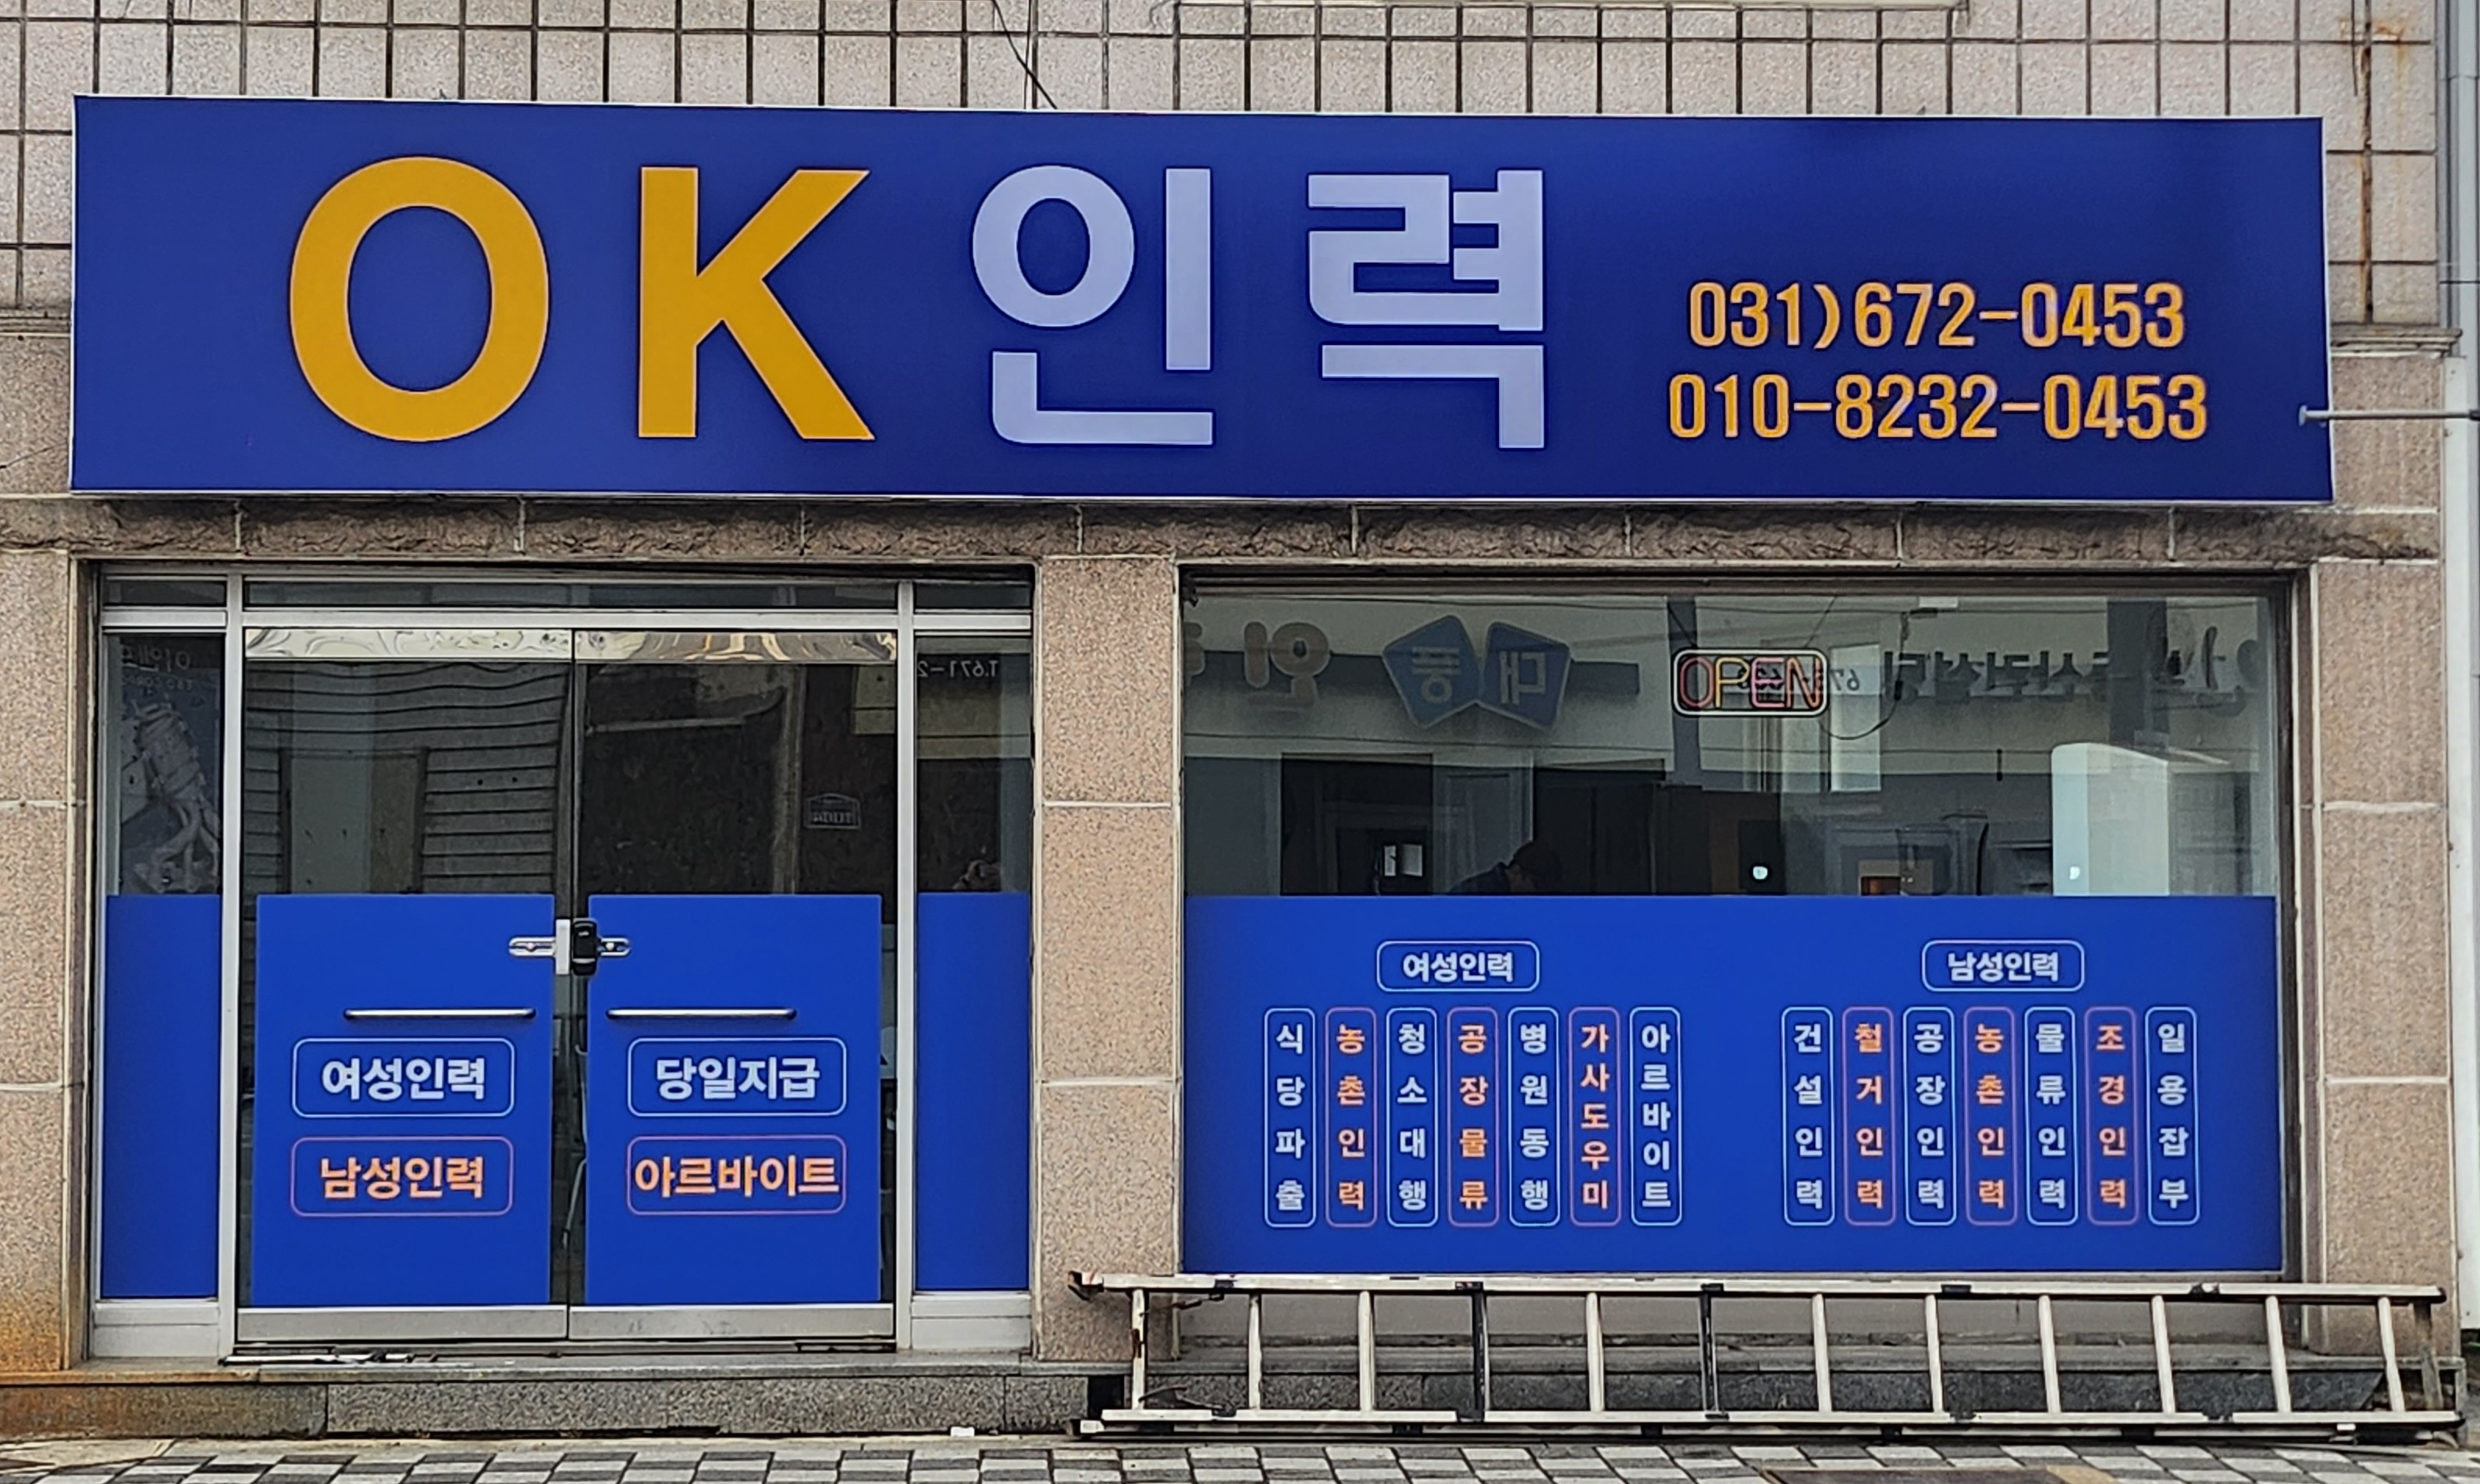 OK인력
031)672-0453
010-8232-0453
OPEN
여성인력
남성인력
당일지급
아르바이트
여성인력
식당파출
농촌인력
청소대행
공장물류
병원동행
가사도우미
아르바이트
남성인력
건설인력
철거인력
공장인력
농촌인력
물류인력
조경인력
일용잡부